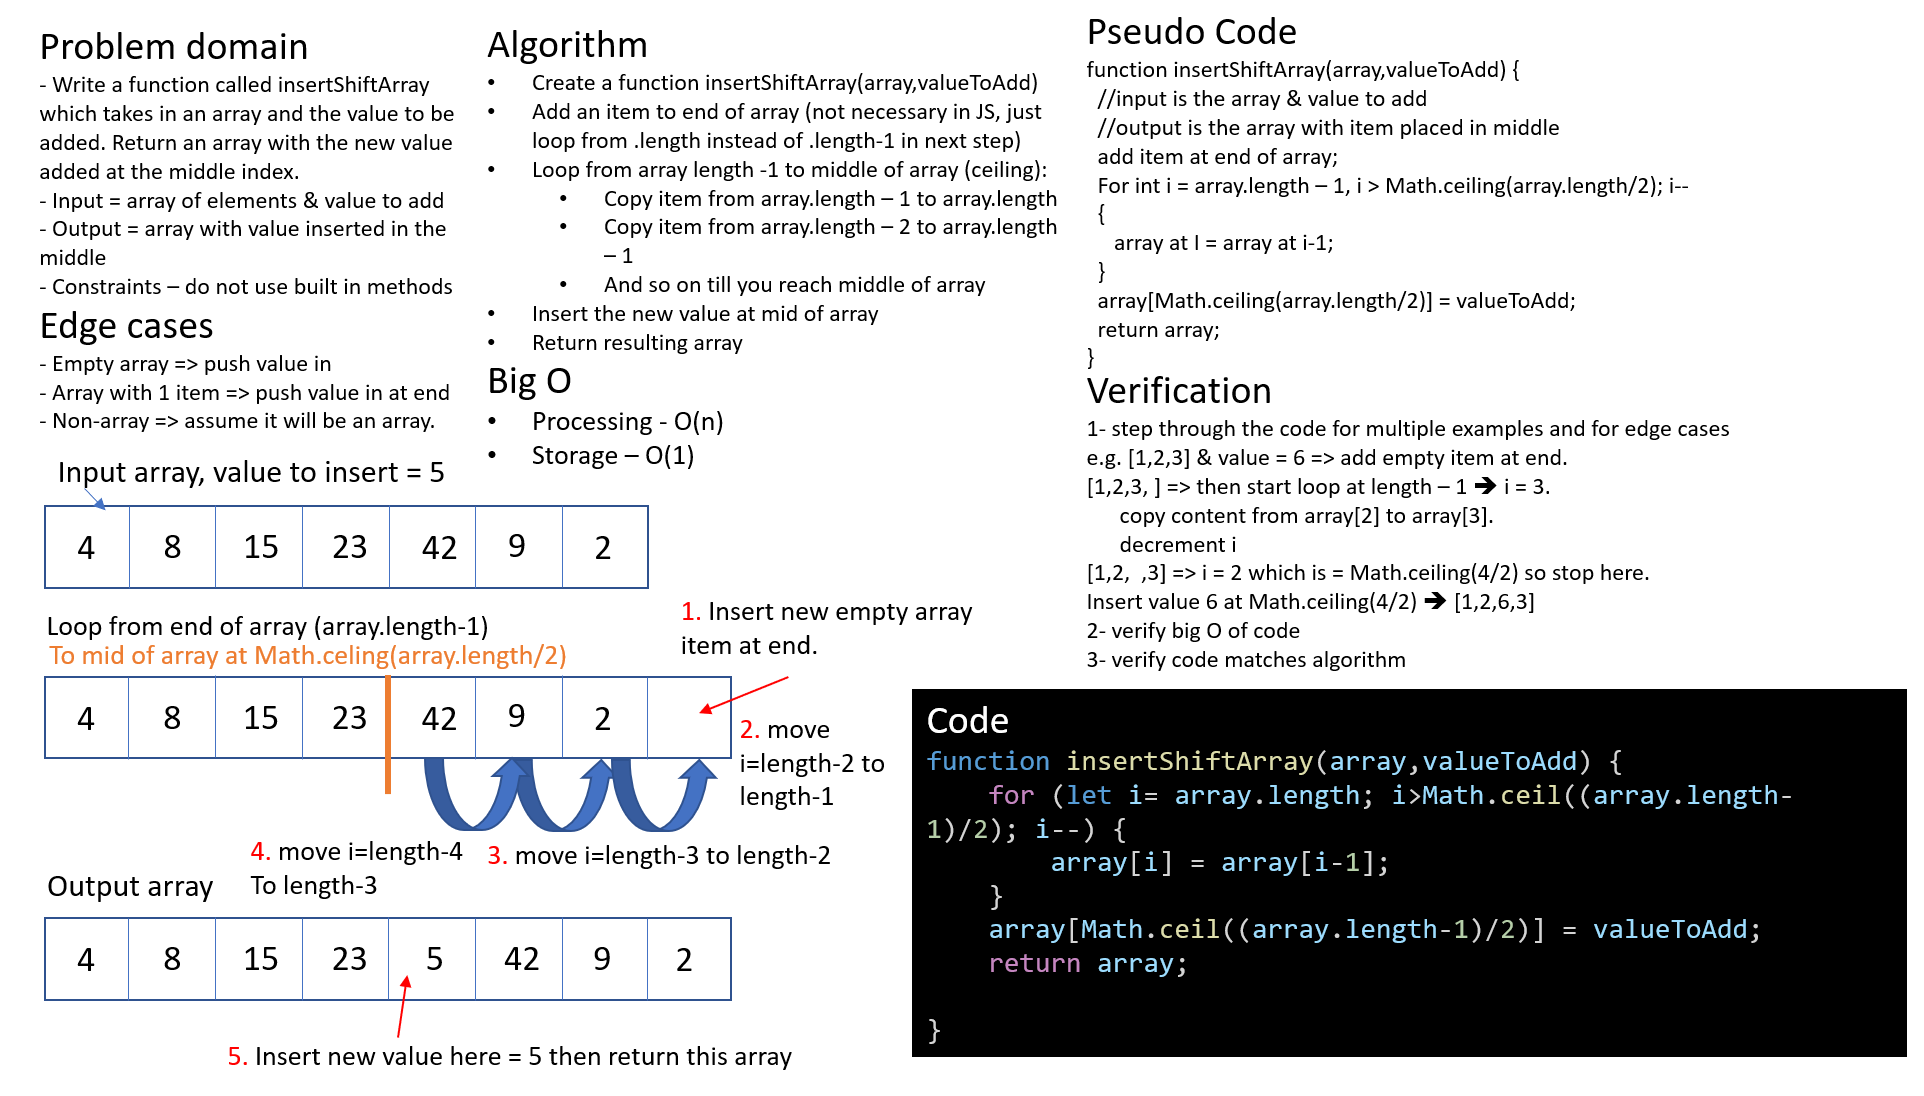 Problem domain
- Write a function called insertShiftArray
which takes in an array and the value to be
added. Return an array with the new value
added at the middle index.
- Input = array of elements & value to add
- Output = array with value inserted in the
middle
- Constraints – do not use built in methods
Edge cases
- Empty array => push value in
- Array with 1 item => push value in at end
- Non-array => assume it will be an array.
Algorithm
• Create a function insertShiftArray(array,valueToAdd)
• Add an item to end of array (not necessary in JS, just
loop from .length instead of .length-1 in next step)
• Loop from array length -1 to middle of array (ceiling):
• Copy item from array.length – 1 to array.length
• Copy item from array.length – 2 to array.length
– 1
• And so on till you reach middle of array
• Insert the new value at mid of array
• Return resulting array
Big O
• Processing - O(n)
• Storage – O(1)
Input array, value to insert = 5
4 8 15 23 42 9 2
Loop from end of array (array.length-1)
To mid of array at Math.celing(array.length/2)
4 8 15 23 42 9 2
1. Insert new empty array
item at end.
2. move
i=length-2 to
length-1
3. move i=length-3 to length-2
4. move i=length-4
To length-3
Output array
4 8 15 23 5 42 9 2
5. Insert new value here = 5 then return this array
Pseudo Code
function insertShiftArray(array,valueToAdd) {
//input is the array & value to add
//output is the array with item placed in middle
add item at end of array;
For int i = array.length – 1, i > Math.ceiling(array.length/2); i--
{
array at I = array at i-1;
}
array[Math.ceiling(array.length/2)] = valueToAdd;
return array;
}
Verification
1- step through the code for multiple examples and for edge cases
e.g. [1,2,3] & value = 6 => add empty item at end.
[1,2,3, ] => then start loop at length – 1 🡺 i = 3.
copy content from array[2] to array[3].
decrement i
[1,2, ,3] => i = 2 which is = Math.ceiling(4/2) so stop here.
Insert value 6 at Math.ceiling(4/2) 🡺 [1,2,6,3]
2- verify big O of code
3- verify code matches algorithm
Code
function insertShiftArray(array,valueToAdd) {
for (let i= array.length; i>Math.ceil((array.length-
1)/2); i--) {
array[i] = array[i-1];
}
array[Math.ceil((array.length-1)/2)] = valueToAdd;
return array;
}